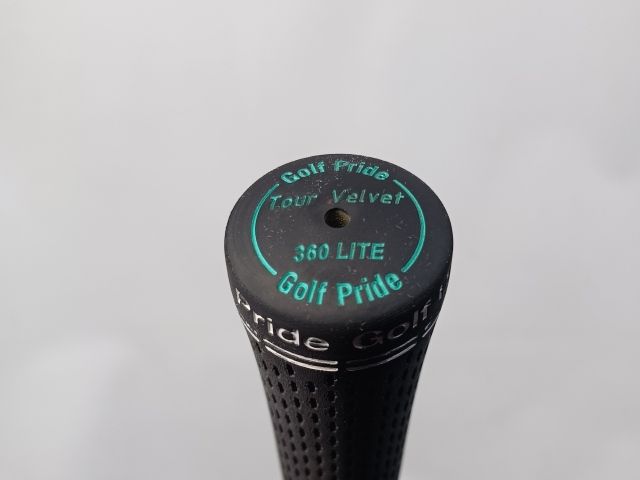 Golf Pride
Tour Velvet
360 LITE
Golf Pride
Pride Golf